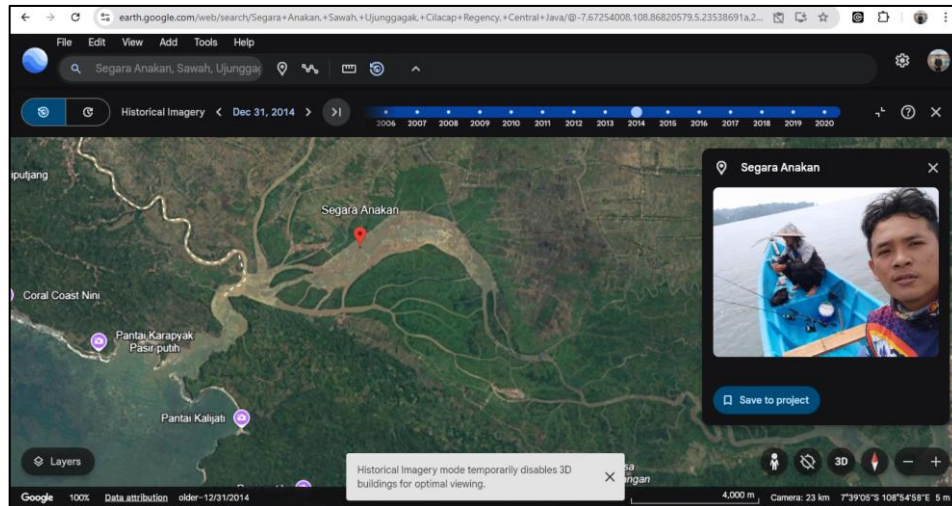 earth.google.com/web/search/Segara+Anakan,+Sawah,+Ujunggagak,+Cilacap+Regency,+Central+Java/@-7.67254008,108.86820579,5.23538691a,2...
File Edit View Add Tools Help
Segara Anakan, Sawah, Ujungga
Historical Imagery Dec 31, 2014
2006 2007 2008 2009 2010 2011 2012 2013 2014 2015 2016 2017 2018 2019 2020
Segara Anakan
putjang
Segara Anakan
Coral Coast Nini
Pantai Karapyak
Pasir putih
Pantai Kalijati
Save to project
Layers
Historical Imagery mode temporarily disables 3D
buildings for optimal viewing.
3D
Google 100% Data attribution older-12/31/2014
4,000 m Camera: 23 km 7°39'05"S 108°54'58"E 5 m